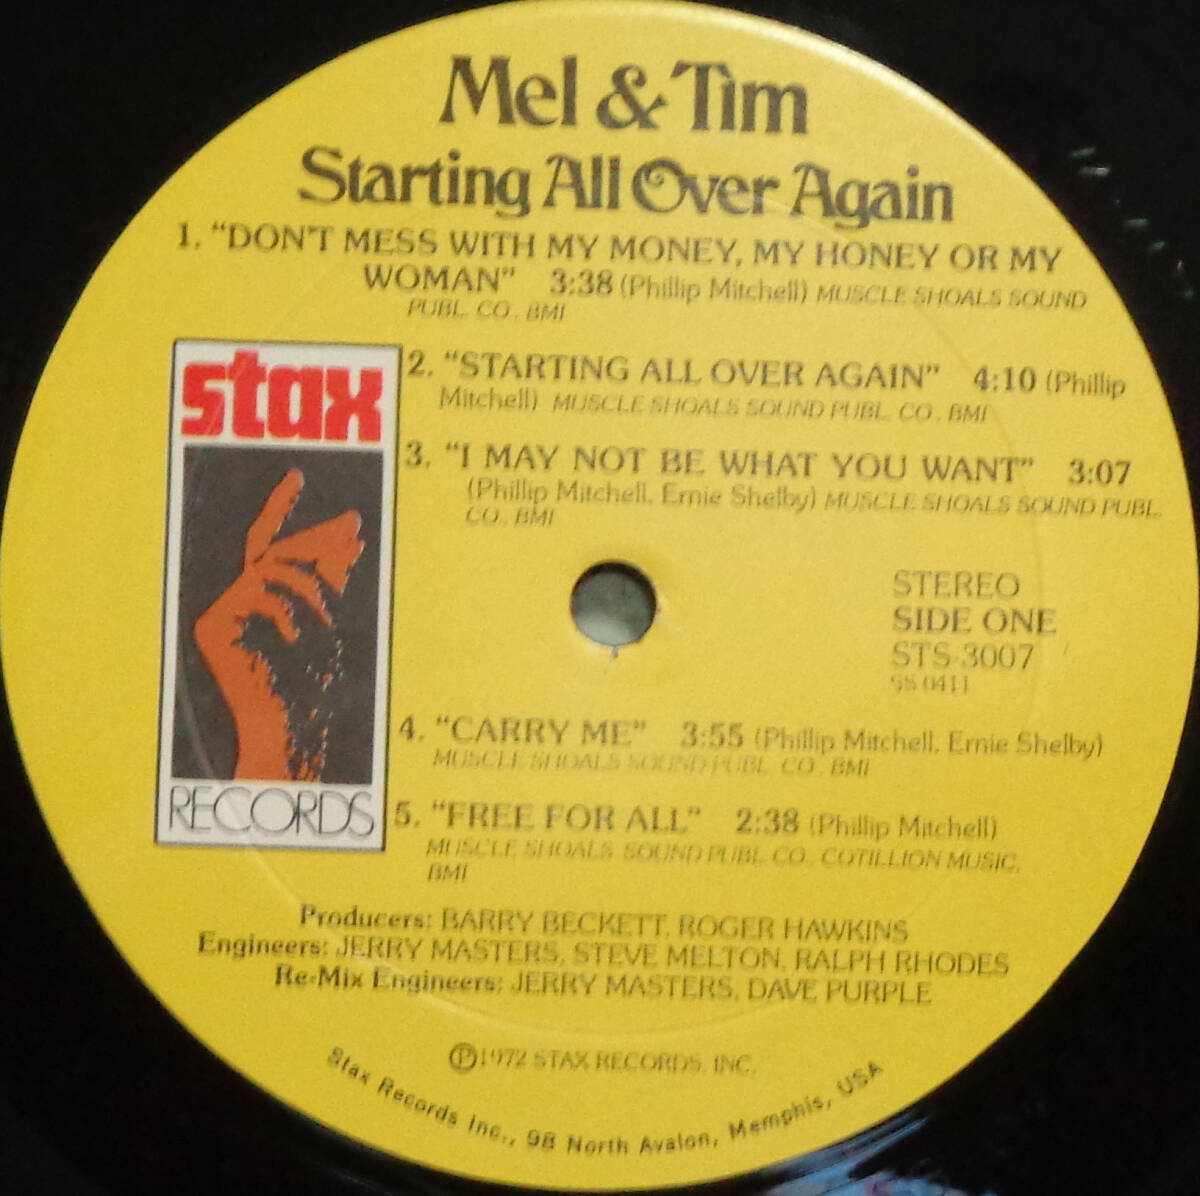 Mel & Tim
Starting All Over Again
1. "DON'T MESS WITH MY MONEY, MY HONEY OR MY
WOMAN" 3:38 (Phillip Mitchell) MUSCLE SHOALS SOUND
PUBL. CO., BMI
stax
2. "STARTING ALL OVER AGAIN" 4:10 (Phillip
Mitchell) MUSCLE SHOALS SOUND PUBL. CO., BMI
3. "I MAY NOT BE WHAT YOU WANT" 3:07
(Phillip Mitchell, Ernie Shelby) MUSCLE SHOALS SOUND PUBL.
CO., BMI
STEREO
SIDE ONE
STS-3007
SS 0411
4. "CARRY ME" 3:55 (Phillip Mitchell, Ernie Shelby)
MUSCLE SHOALS SOUND PUBL. CO., BMI
RECORDS
5. "FREE FOR ALL" 2:38 (Phillip Mitchell)
MUSCLE SHOALS SOUND PUBL. CO., COTILLION MUSIC,
BMI
Producers: BARRY BECKETT, ROGER HAWKINS
Engineers: JERRY MASTERS, STEVE MELTON, RALPH RHODES
Re-Mix Engineers: JERRY MASTERS, DAVE PURPLE
Ⓟ1972 STAX RECORDS, INC.
Stax Records Inc., 98 North Avalon, Memphis, USA